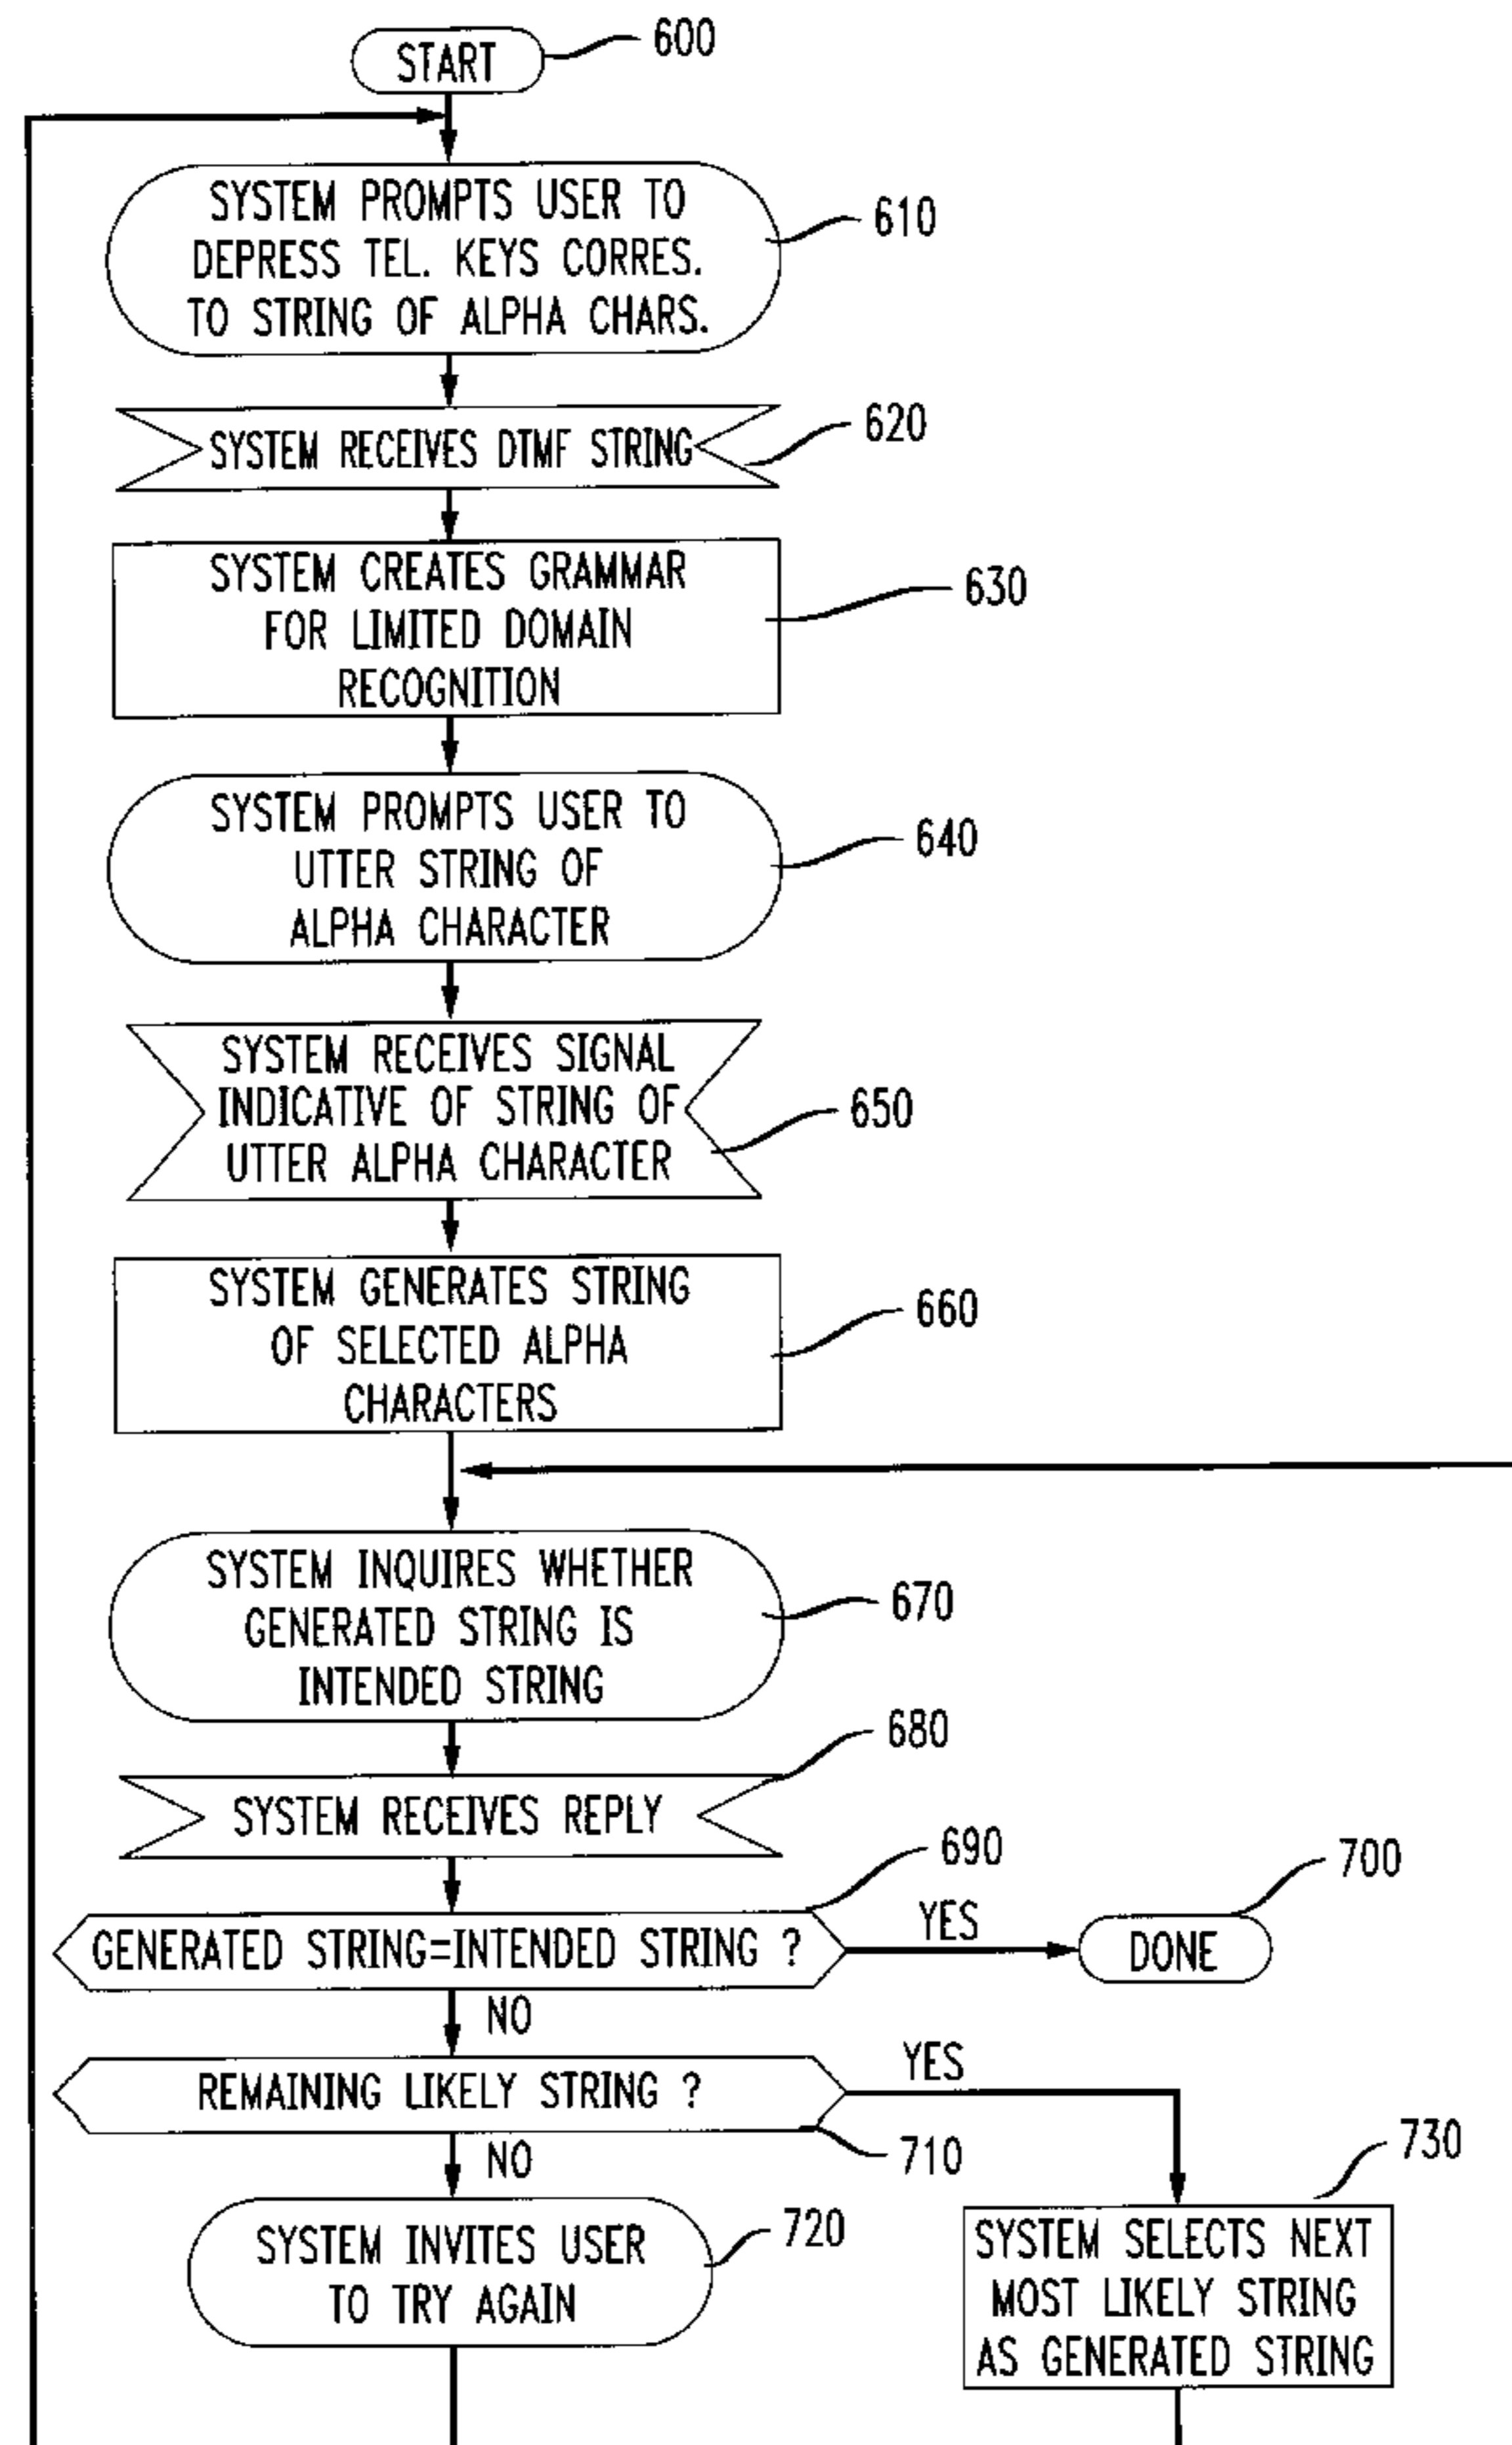 START
600
SYSTEM PROMPTS USER TO
DEPRESS TEL. KEYS CORRES.
TO STRING OF ALPHA CHARS.
610
SYSTEM RECEIVES DTMF STRING
620
SYSTEM CREATES GRAMMAR
FOR LIMITED DOMAIN
RECOGNITION
630
SYSTEM PROMPTS USER TO
UTTER STRING OF
ALPHA CHARACTER
640
SYSTEM RECEIVES SIGNAL
INDICATIVE OF STRING OF
UTTER ALPHA CHARACTER
650
SYSTEM GENERATES STRING
OF SELECTED ALPHA
CHARACTERS
660
SYSTEM INQUIRES WHETHER
GENERATED STRING IS
INTENDED STRING
670
SYSTEM RECEIVES REPLY
680
GENERATED STRING=INTENDED STRING ?
690
YES
DONE
700
NO
REMAINING LIKELY STRING ?
710
YES
NO
SYSTEM INVITES USER
TO TRY AGAIN
720
SYSTEM SELECTS NEXT
MOST LIKELY STRING
AS GENERATED STRING
730